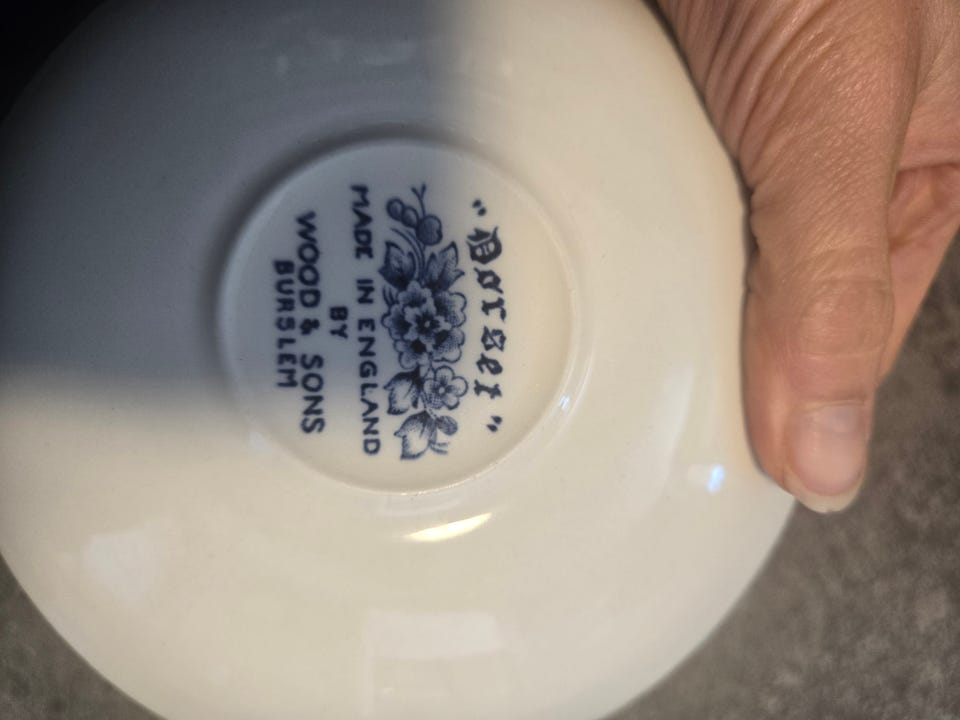 "Dorset"
MADE IN ENGLAND
BY
WOOD & SONS
BURSLEM